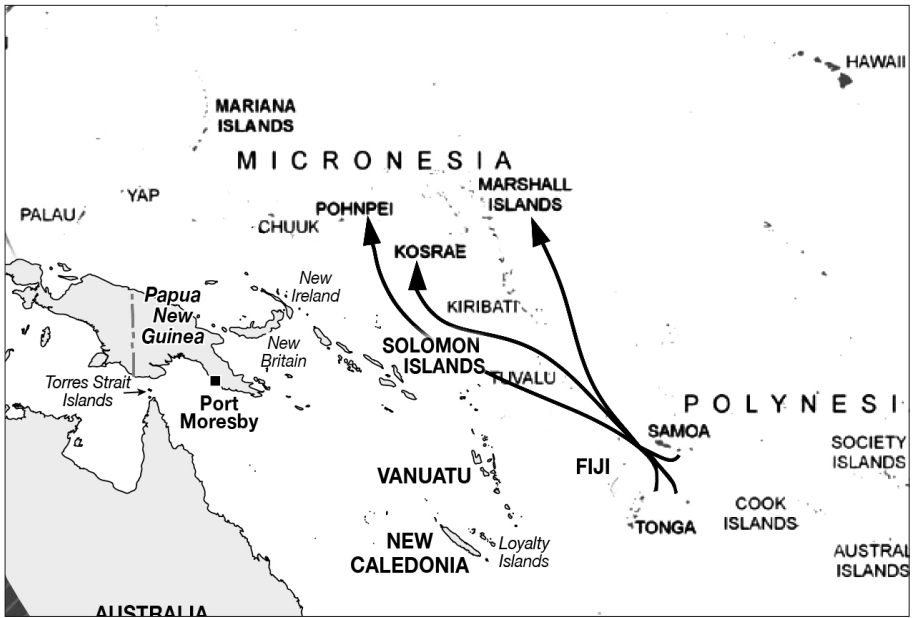 HAWAII
MARIANA
ISLANDS
MICRONESIA
MARSHALL
ISLANDS
YAP
PALAU
POHNPEI
CHUUK
KOSRAE
New
Ireland
Papua
New
Guinea
KIRIBATI
New
Britain
SOLOMON
ISLANDS
TUVALU
Torres Strait
Islands
Port
Moresby
POLYNESI
SAMOA
SOCIETY
ISLANDS
FIJI
VANUATU
COOK
ISLANDS
TONGA
NEW
CALEDONIA
Loyalty
Islands
AUSTRAL
ISLANDS
AUSTRALIA